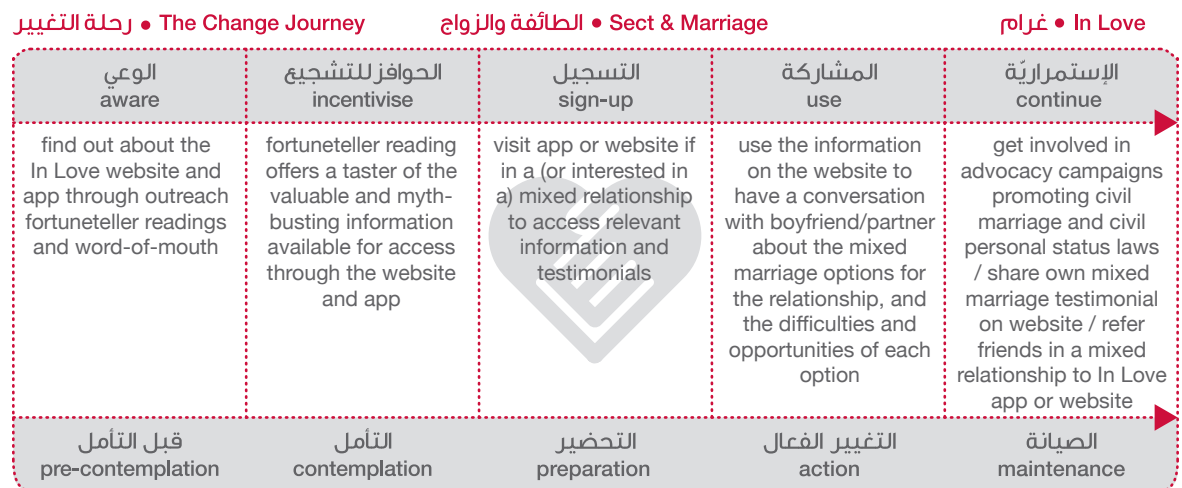 رحلة التغيير • The Change Journey
الطائفة والزواج • Sect & Marriage
غرام • In Love
الوعي
aware
الحوافز للتشجيع
incentivise
التسجيل
sign-up
المشاركة
use
الإستمراريّة
continue
find out about the
In Love website and
app through outreach
fortuneteller readings
and word-of-mouth
fortuneteller reading
offers a taster of the
valuable and myth-
busting information
available for access
through the website
and app
visit app or website if
in a (or interested in
a) mixed relationship
to access relevant
information and
testimonials
use the information
on the website to
have a conversation
with boyfriend/partner
about the mixed
marriage options for
the relationship, and
the difficulties and
opportunities of each
option
get involved in
advocacy campaigns
promoting civil
marriage and civil
personal status laws
/ share own mixed
marriage testimonial
on website / refer
friends in a mixed
relationship to In Love
app or website
قبل التأمل
pre-contemplation
التأمل
contemplation
التحضير
preparation
التغيير الفعال
action
الصيانة
maintenance